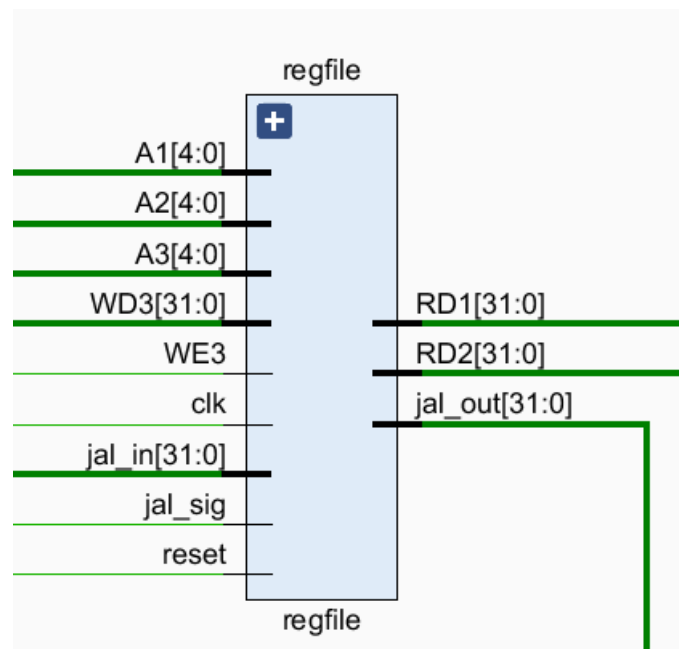 regfile
A1[4:0]
A2[4:0]
A3[4:0]
WD3[31:0]
WE3
clk
jal_in[31:0]
jal_sig
reset
RD1[31:0]
RD2[31:0]
jal_out[31:0]
regfile